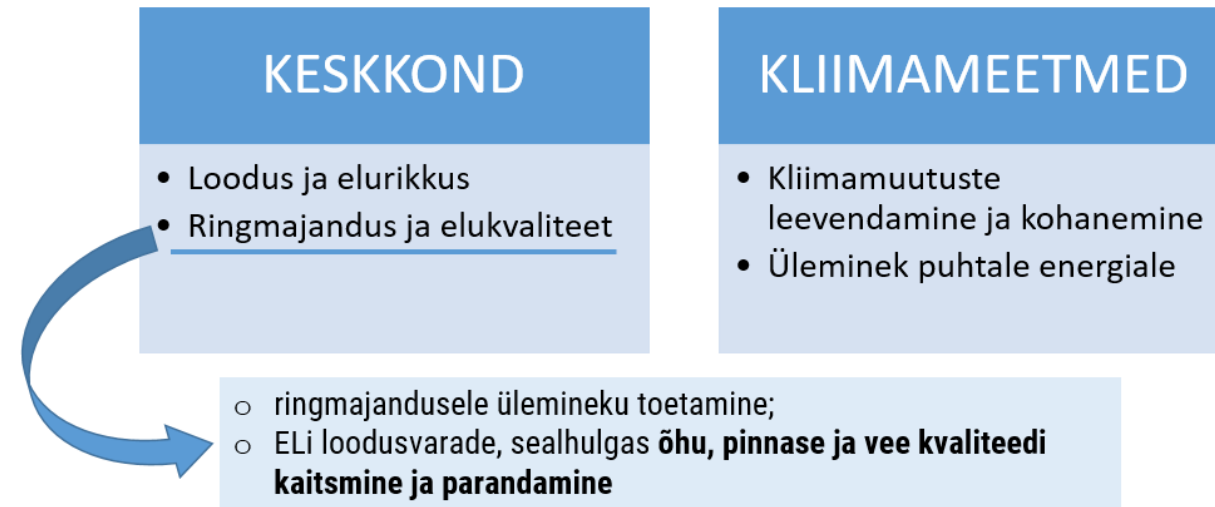 KESKKOND
• Loodus ja elurikkus
• Ringmajandus ja elukvaliteet
KLIIMAMEETMED
• Kliimamuutuste
leevendamine ja kohanemine
• Üleminek puhtale energiale
o ringmajandusele ülemineku toetamine;
o ELi loodusvarade, sealhulgas õhu, pinnase ja vee kvaliteedi
kaitsmine ja parandamine